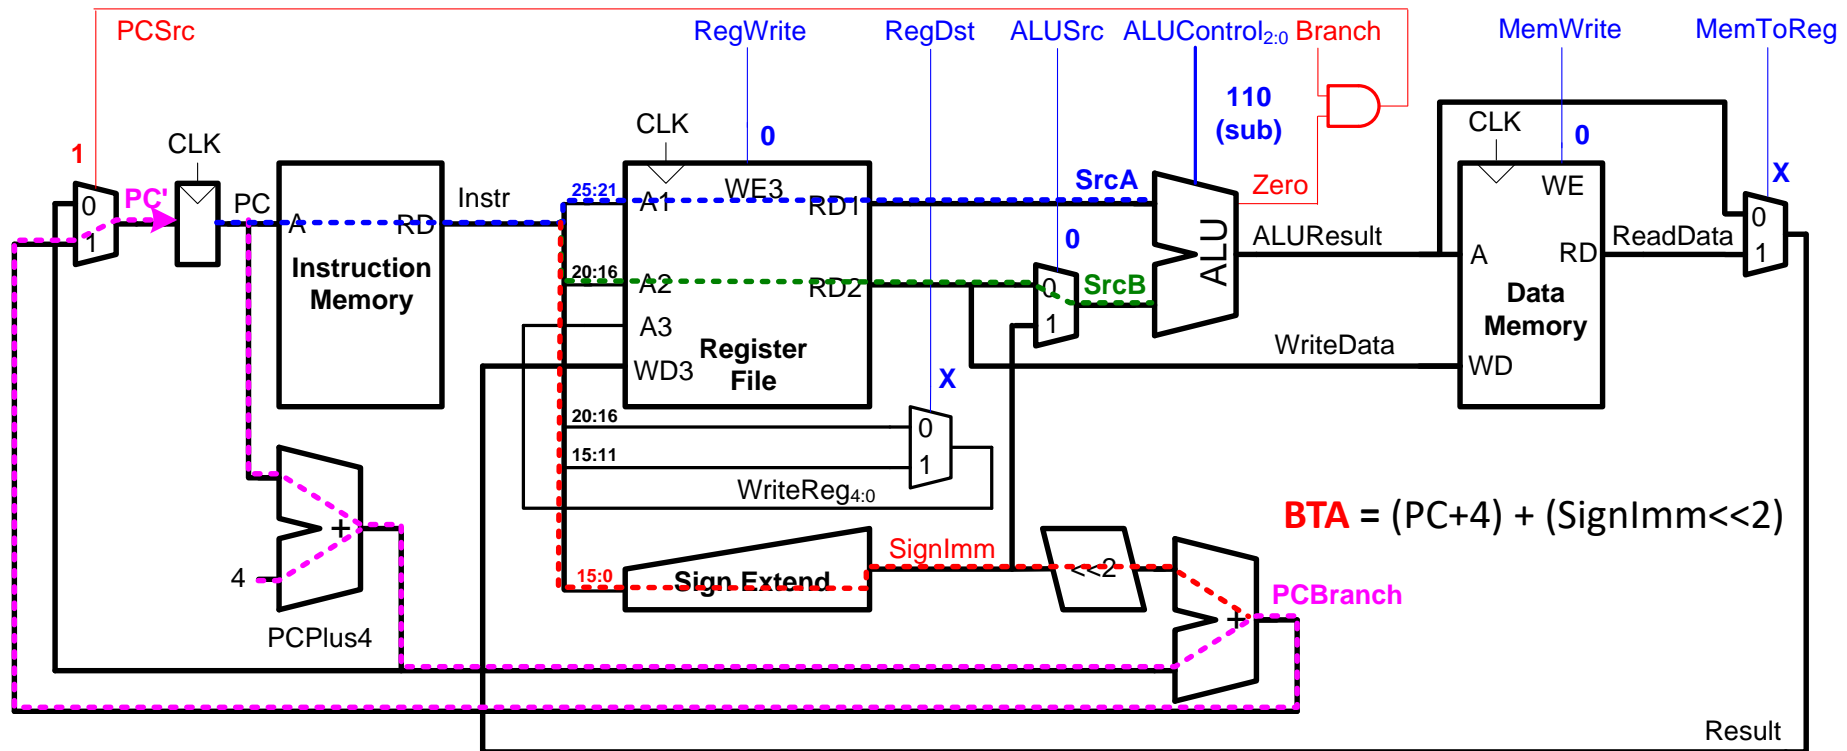 PCSrc
RegWrite
RegDst
ALUSrc
ALUControl2:0
Branch
MemWrite
MemToReg
110
(sub)
CLK
CLK
CLK
0
0
1
X
PC'
PC
Instr
25:21
A1
WE3
RD1
SrcA
Zero
WE
0
1
A
RD
0
ALU
ALUResult
A
RD
ReadData
0
1
Instruction
Memory
20:16
A2
RD2
0
1
SrcB
Data
Memory
A3
Register
File
WD3
WriteData
WD
X
20:16
15:11
0
1
WriteReg4:0
+
4
PCPlus4
BTA = (PC+4) + (SignImm<<2)
SignImm
15:0
Sign Extend
<<2
+
PCBranch
Result